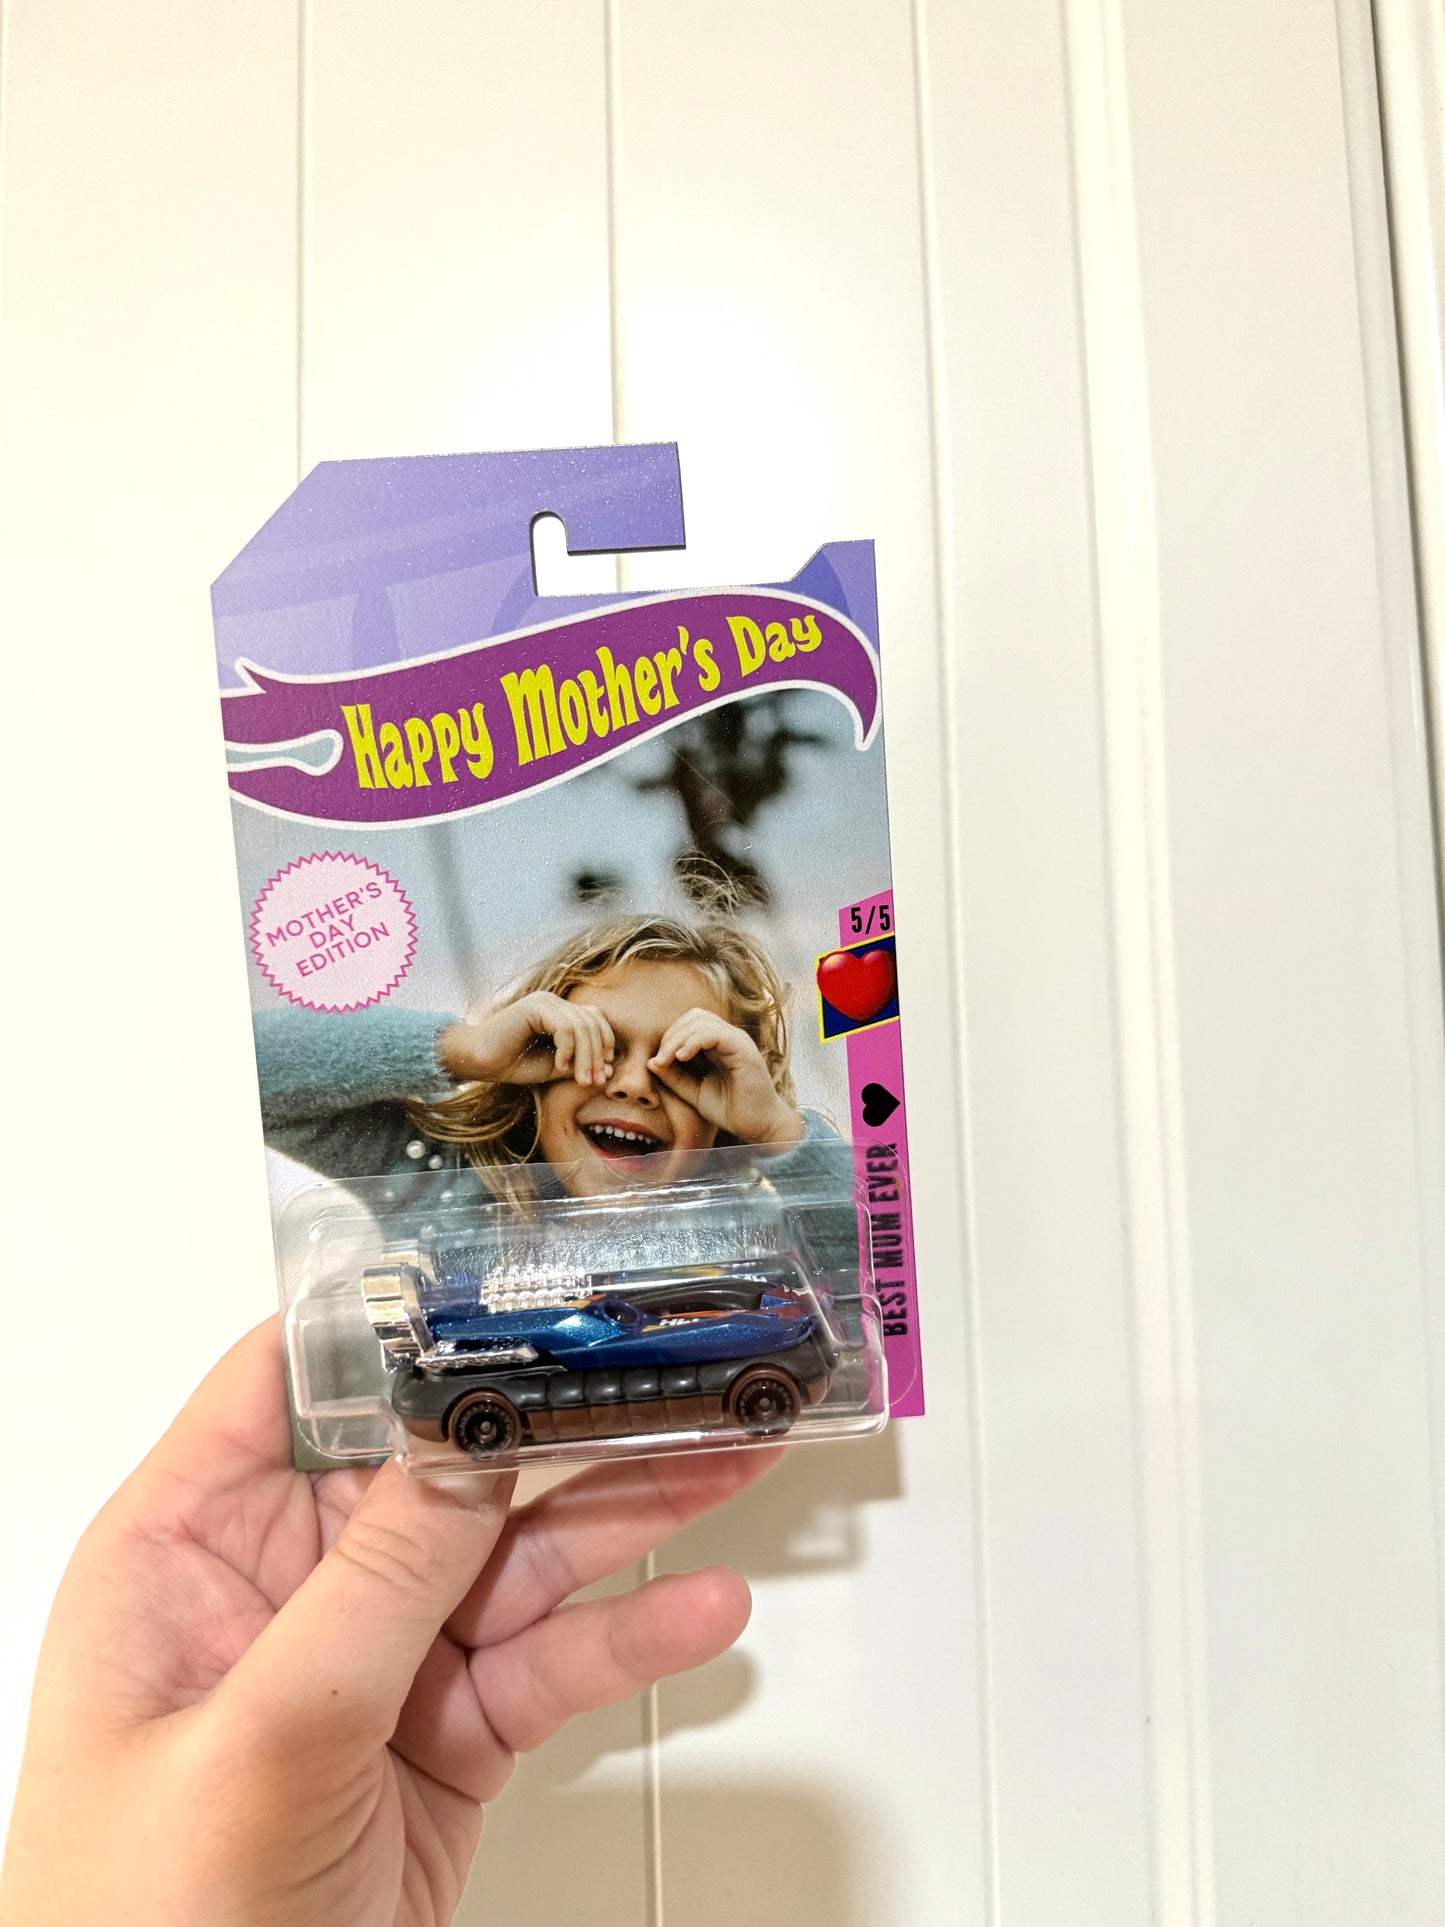 Happy Mother's Day
MOTHER'S
DAY
EDITION
5/5
BEST MUM EVER